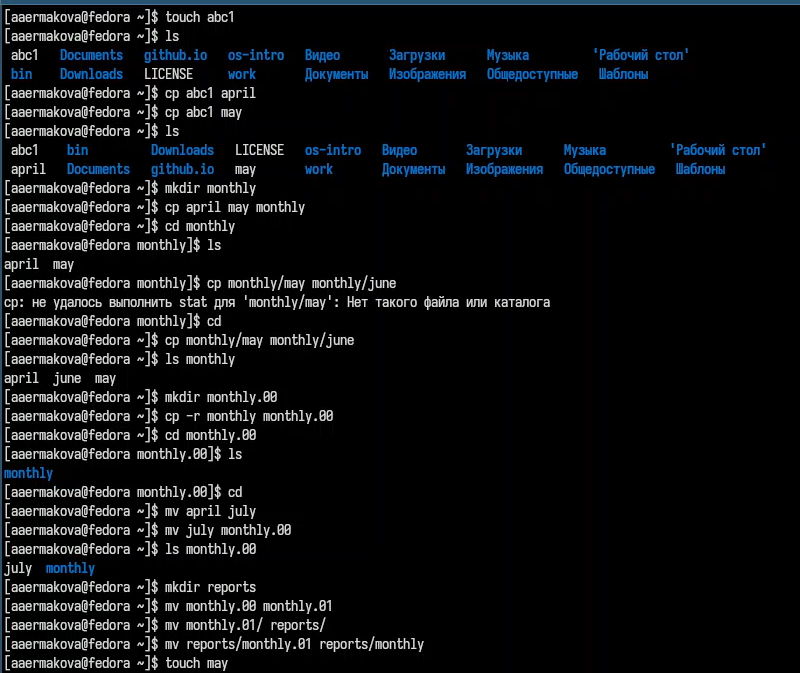 [aaermakova@fedora ~]$ touch abc1
[aaermakova@fedora ~]$ ls
abc1 Documents github.io os-intro Видео Загрузки Музыка 'Рабочий стол'
bin Downloads LICENSE work Документы Изображения Общедоступные Шаблоны
[aaermakova@fedora ~]$ cp abc1 april
[aaermakova@fedora ~]$ cp abc1 may
[aaermakova@fedora ~]$ ls
abc1 bin Downloads LICENSE os-intro Видео Загрузки Музыка 'Рабочий стол'
april Documents github.io may work Документы Изображения Общедоступные Шаблоны
[aaermakova@fedora ~]$ mkdir monthly
[aaermakova@fedora ~]$ cp april may monthly
[aaermakova@fedora ~]$ cd monthly
[aaermakova@fedora monthly]$ ls
april may
[aaermakova@fedora monthly]$ cp monthly/may monthly/june
cp: не удалось выполнить stat для 'monthly/may': Нет такого файла или каталога
[aaermakova@fedora monthly]$ cd
[aaermakova@fedora ~]$ cp monthly/may monthly/june
[aaermakova@fedora ~]$ ls monthly
april june may
[aaermakova@fedora ~]$ mkdir monthly.00
[aaermakova@fedora ~]$ cp -r monthly monthly.00
[aaermakova@fedora ~]$ cd monthly.00
[aaermakova@fedora monthly.00]$ ls
monthly
[aaermakova@fedora monthly.00]$ cd
[aaermakova@fedora ~]$ mv april july
[aaermakova@fedora ~]$ mv july monthly.00
[aaermakova@fedora ~]$ ls monthly.00
july monthly
[aaermakova@fedora ~]$ mkdir reports
[aaermakova@fedora ~]$ mv monthly.00 monthly.01
[aaermakova@fedora ~]$ mv monthly.01/ reports/
[aaermakova@fedora ~]$ mv reports/monthly.01 reports/monthly
[aaermakova@fedora ~]$ touch may